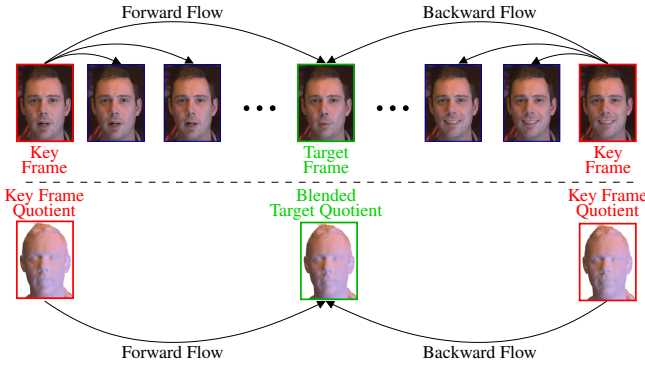 Forward Flow
Backward Flow
Key
Frame
Target
Frame
Key
Frame
Key Frame
Quotient
Blended
Target Quotient
Key Frame
Quotient
Forward Flow
Backward Flow